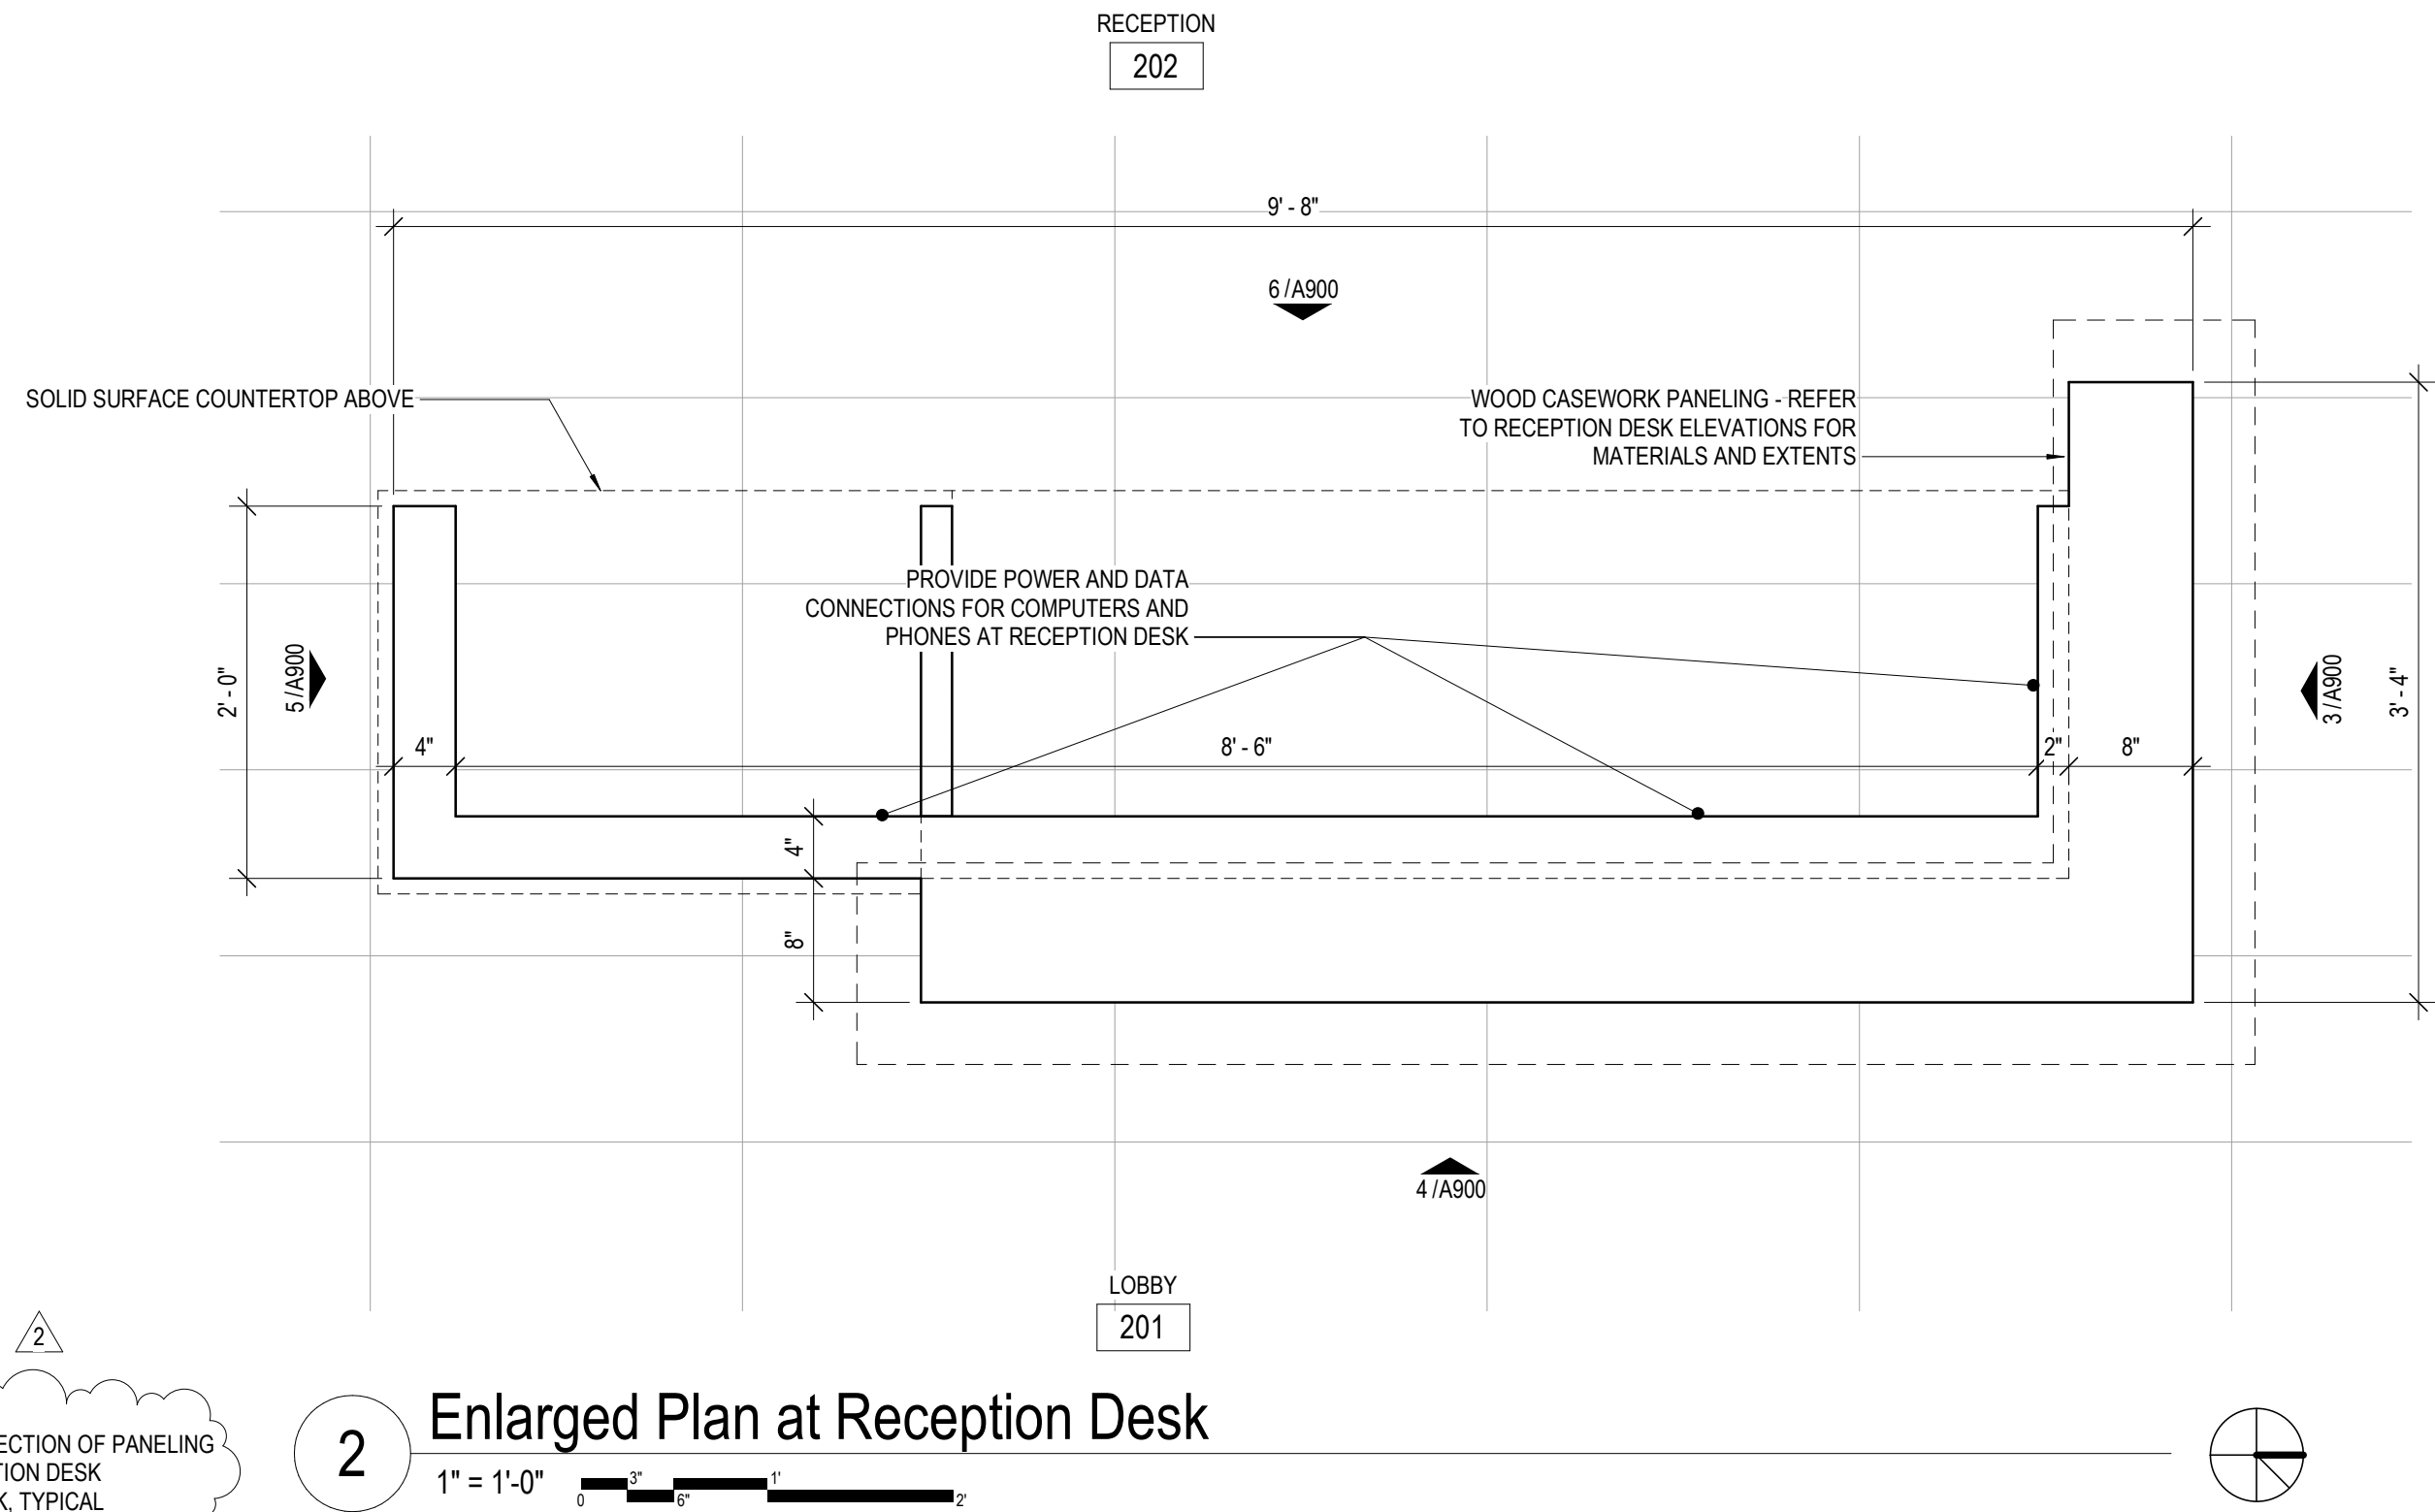 RECEPTION
202
9' - 8"
6 / A900
SOLID SURFACE COUNTERTOP ABOVE
WOOD CASEWORK PANELING - REFER
TO RECEPTION DESK ELEVATIONS FOR
MATERIALS AND EXTENTS
PROVIDE POWER AND DATA
CONNECTIONS FOR COMPUTERS AND
PHONES AT RECEPTION DESK
2' - 0"
5 / A900
3 / A900
3' - 4"
4"
8' - 6"
2"
8"
4"
8"
4 / A900
LOBBY
201
2
ECTION OF PANELING
TION DESK
K, TYPICAL
2
Enlarged Plan at Reception Desk
1" = 1'-0"
0
3"
6"
1'
2'